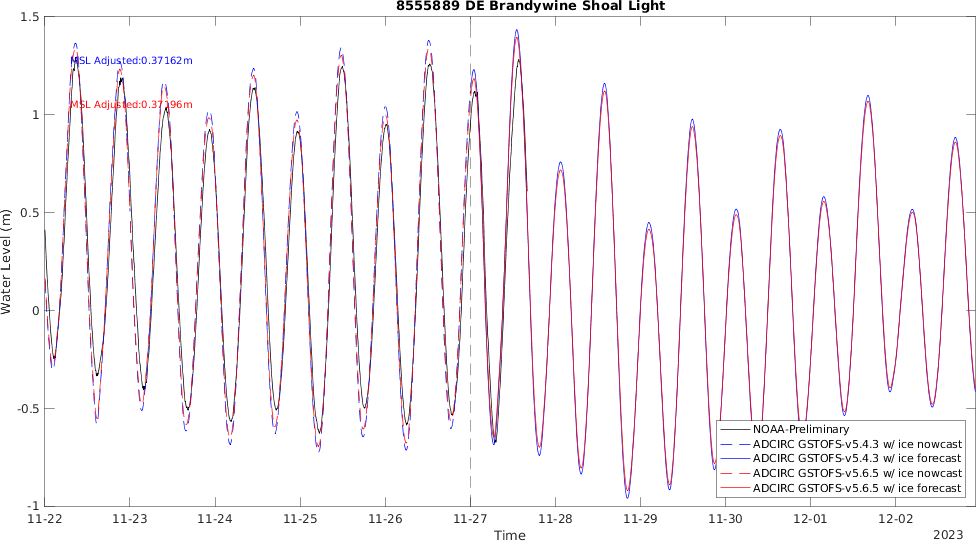 8555889 DE Brandywine Shoal Light
1.5
1
0.5
0
-0.5
-1
Water Level (m)
MSL Adjusted:0.37162m
MSL Adjusted:0.37196m
NOAA-Preliminary
ADCIRC GSTOFS-v5.4.3 w/ ice nowcast
ADCIRC GSTOFS-v5.4.3 w/ ice forecast
ADCIRC GSTOFS-v5.6.5 w/ ice nowcast
ADCIRC GSTOFS-v5.6.5 w/ ice forecast
11-22 11-23 11-24 11-25 11-26 11-27 11-28 11-29 11-30 12-01 12-02
Time
2023